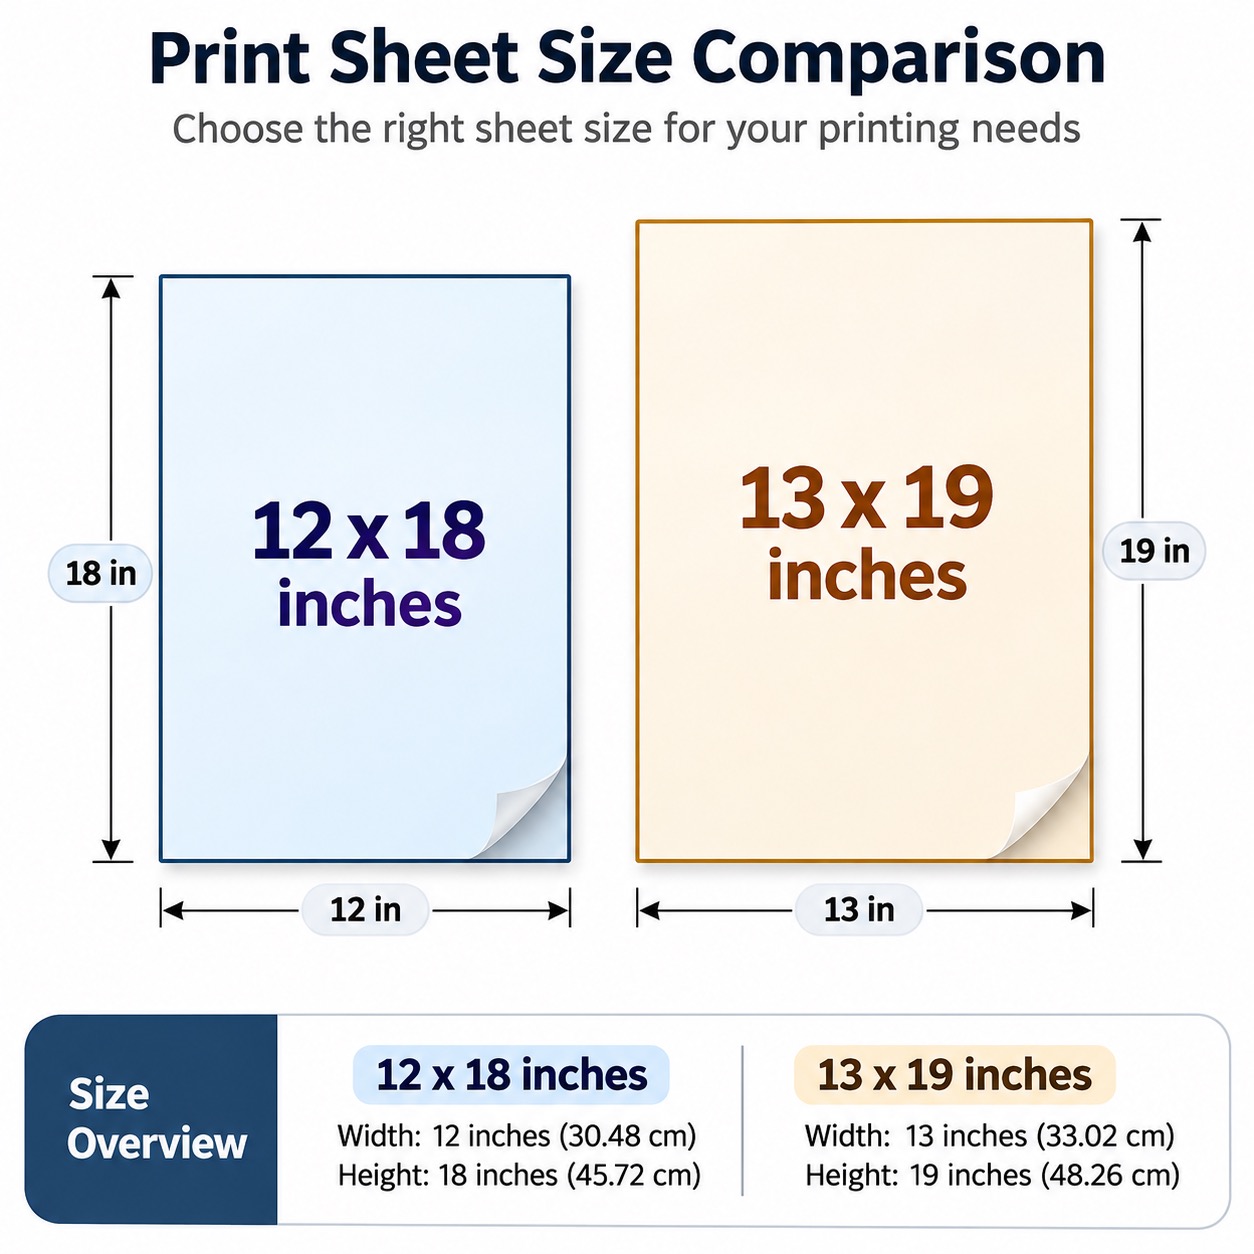 Print Sheet Size Comparison
Choose the right sheet size for your printing needs
12 x 18
inches
13 x 19
inches
18 in
19 in
12 in
13 in
Size
Overview
12 x 18 inches
Width: 12 inches (30.48 cm)
Height: 18 inches (45.72 cm)
13 x 19 inches
Width: 13 inches (33.02 cm)
Height: 19 inches (48.26 cm)